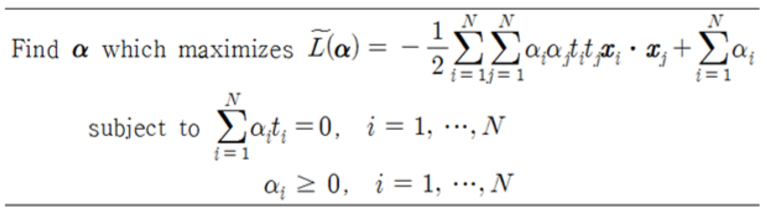 Find α which maximizes L̃(α) = − 1/2 ∑_{i=1}^{N} ∑_{j=1}^{N} α_i α_j t_i t_j x_i · x_j + ∑_{i=1}^{N} α_i
subject to ∑_{i=1}^{N} α_i t_i = 0, i = 1, ⋯, N
α_i ≥ 0, i = 1, ⋯, N